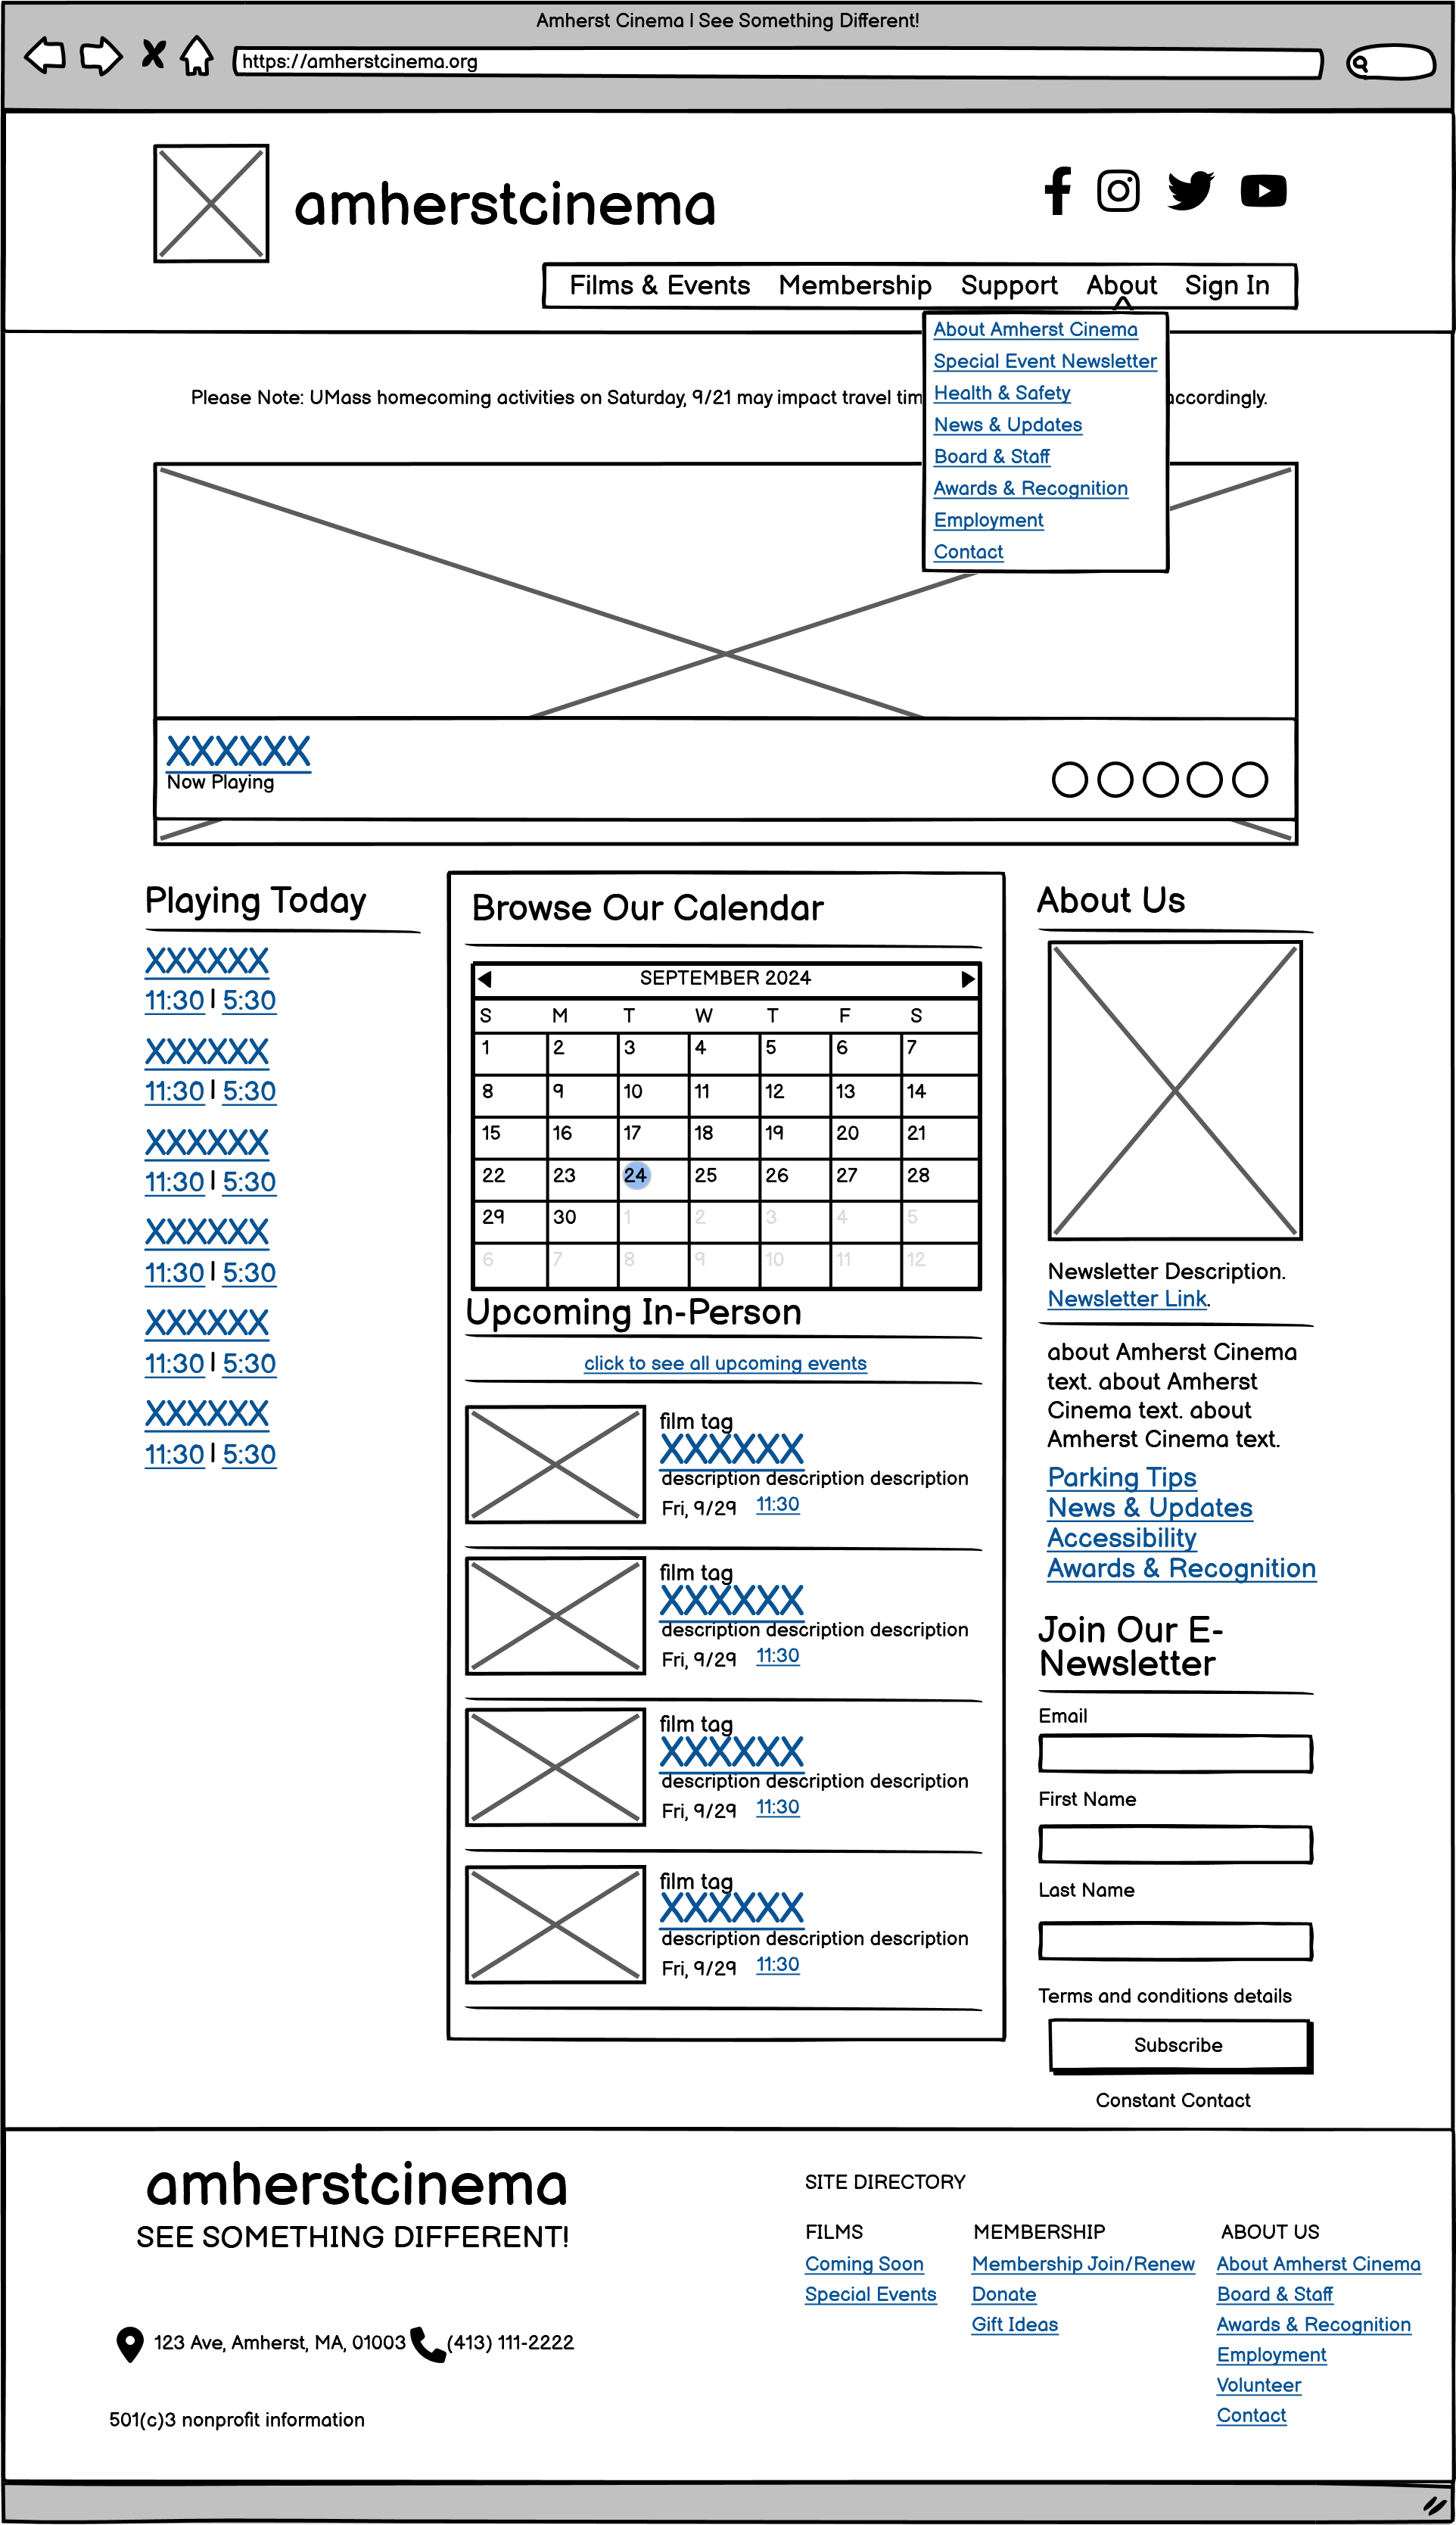 Amherst Cinema | See Something Different!
https://amherstcinema.org
amherstcinema
Films & Events Membership Support About Sign In
About Amherst Cinema
Special Event Newsletter
Health & Safety
News & Updates
Board & Staff
Awards & Recognition
Employment
Contact
Please Note: UMass homecoming activities on Saturday, 9/21 may impact travel tim accordingly.
XXXXXX
Now Playing
Playing Today
XXXXXX
11:30 | 5:30
XXXXXX
11:30 | 5:30
XXXXXX
11:30 | 5:30
XXXXXX
11:30 | 5:30
XXXXXX
11:30 | 5:30
XXXXXX
11:30 | 5:30
Browse Our Calendar
SEPTEMBER 2024
S M T W T F S
1 2 3 4 5 6 7
8 9 10 11 12 13 14
15 16 17 18 19 20 21
22 23 24 25 26 27 28
29 30 1 2 3 4 5
6 7 8 9 10 11 12
Upcoming In-Person
click to see all upcoming events
film tag
XXXXXX
description description description
Fri, 9/29 11:30
film tag
XXXXXX
description description description
Fri, 9/29 11:30
film tag
XXXXXX
description description description
Fri, 9/29 11:30
film tag
XXXXXX
description description description
Fri, 9/29 11:30
About Us
Newsletter Description.
Newsletter Link.
about Amherst Cinema
text. about Amherst
Cinema text. about
Amherst Cinema text.
Parking Tips
News & Updates
Accessibility
Awards & Recognition
Join Our E-
Newsletter
Email
First Name
Last Name
Terms and conditions details
Subscribe
Constant Contact
amherstcinema
SEE SOMETHING DIFFERENT!
123 Ave, Amherst, MA, 01003 (413) 111-2222
501(c)3 nonprofit information
SITE DIRECTORY
FILMS
Coming Soon
Special Events
MEMBERSHIP
Membership Join/Renew
Donate
Gift Ideas
ABOUT US
About Amherst Cinema
Board & Staff
Awards & Recognition
Employment
Volunteer
Contact